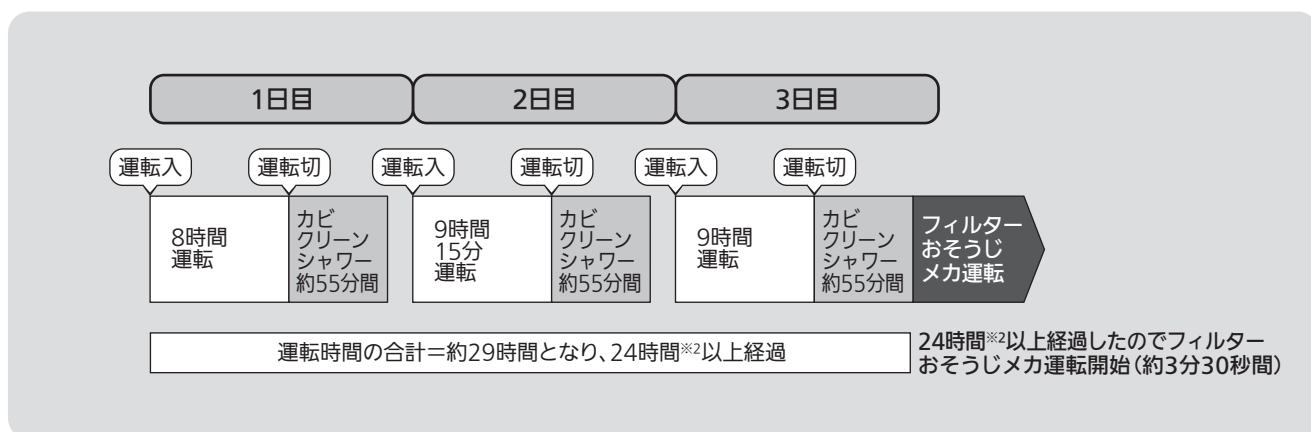 1日目
2日目
3日目
運転入
運転切
運転入
運転切
運転入
運転切
8時間
運転
カビ
クリーン
シャワー
約55分間
9時間
15分
運転
カビ
クリーン
シャワー
約55分間
9時間
運転
カビ
クリーン
シャワー
約55分間
フィルター
おそうじ
メカ運転
運転時間の合計=約29時間となり、24時間※2以上経過
24時間※2以上経過したのでフィルター
おそうじメカ運転開始(約3分30秒間)